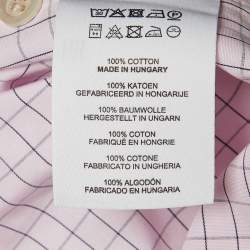 100% COTTON
MADE IN HUNGARY
100% KATOEN
GEFABRICEERD IN HONGARIJE
100% BAUMWOLLE
HERGESTELLT IN UNGARN
100% COTON
FABRIQUÉ EN HONGRIE
100% COTONE
FABBRICATO IN UNGHERIA
100% ALGODÓN
FABRICADO EN HUNGRIA